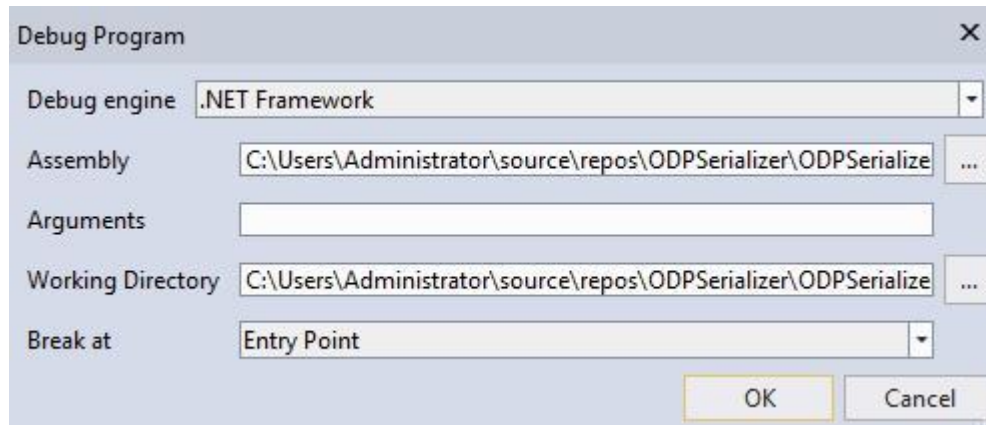 Debug Program
Debug engine .NET Framework
Assembly C:\Users\Administrator\source\repos\ODPSerializer\ODPSerialize ...
Arguments
Working Directory C:\Users\Administrator\source\repos\ODPSerializer\ODPSerialize ...
Break at Entry Point
OK Cancel